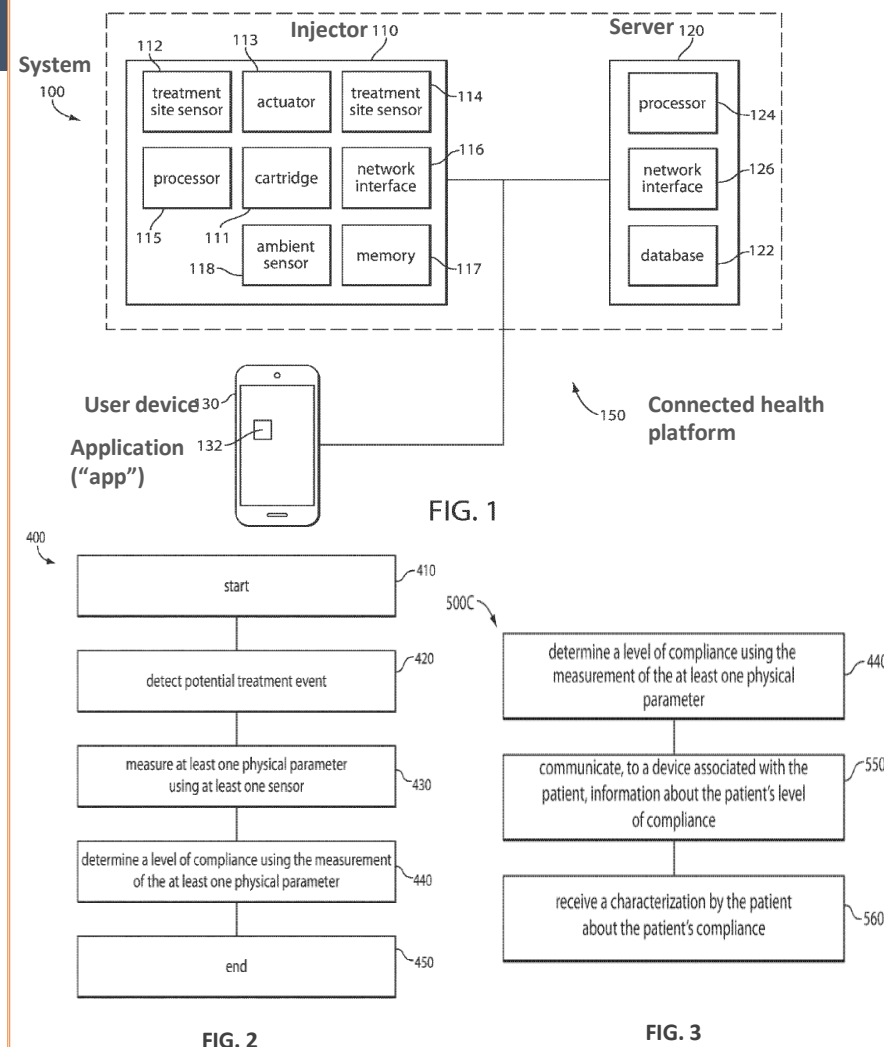 Injector
110
Server
120
System
100
112
treatment
site sensor
113
actuator
treatment
site sensor
114
processor
124
processor
115
cartridge
111
network
interface
116
network
interface
126
118
ambient
sensor
memory
117
database
122
User device
130
Application
("app")
132
150
Connected health
platform
FIG. 1
400
start
410
detect potential treatment event
420
measure at least one physical parameter
using at least one sensor
430
determine a level of compliance using the measurement
of the at least one physical parameter
440
end
450
FIG. 2
500C
determine a level of compliance using the
measurement of the at least one physical
parameter
440
communicate, to a device associated with the
patient, information about the patient's level
of compliance
550
receive a characterization by the patient
about the patient's compliance
560
FIG. 3